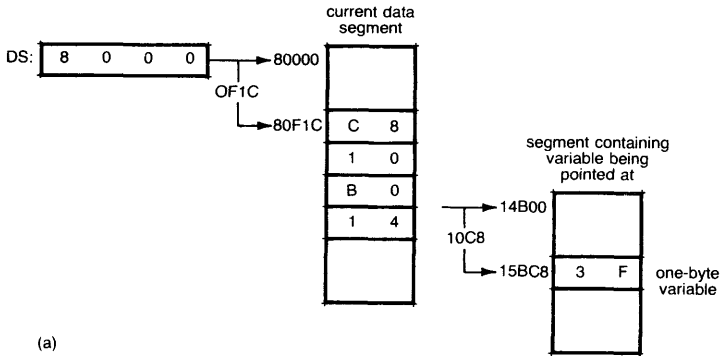 current data
segment
DS: 8 0 0 0
80000
OF1C
80F1C
C 8
1 0
B 0
1 4
segment containing
variable being
pointed at
14B00
10C8
15BC8
3 F
one-byte
variable
(a)